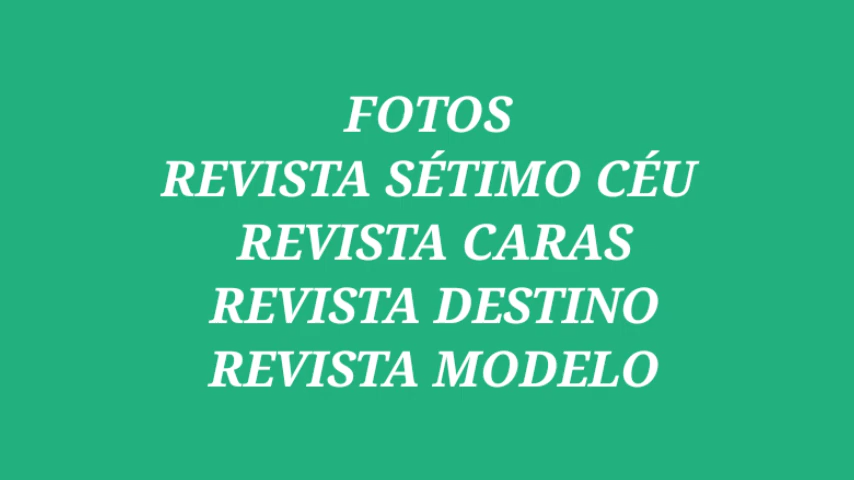 FOTOS
REVISTA SÉTIMO CÉU
REVISTA CARAS
REVISTA DESTINO
REVISTA MODELO